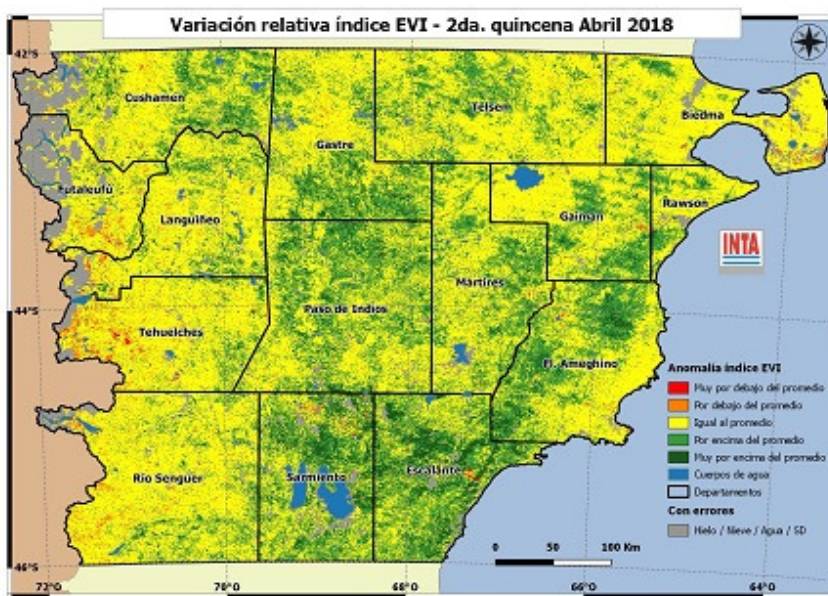 Variación relativa índice EVI - 2da. quincena Abril 2018
42°S
Cushamen
Telsen
Biedma
Gastre
Futaleufú
Languiñeo
Gaiman
Rawson
INTA
Mártires
44°S
Paso de Indios
Tehuelches
Fl. Ameghino
Río Senguer
Sarmiento
Escalante
Anomalía índice EVI
Muy por debajo del promedio
Por debajo del promedio
Igual al promedio
Por encima del promedio
Muy por encima del promedio
Cuerpos de agua
Departamentos
Con errores
Hielo / Nieve / Agua / SD
0 50 100 Km
46°S
72°O 70°O 68°O 66°O 64°O